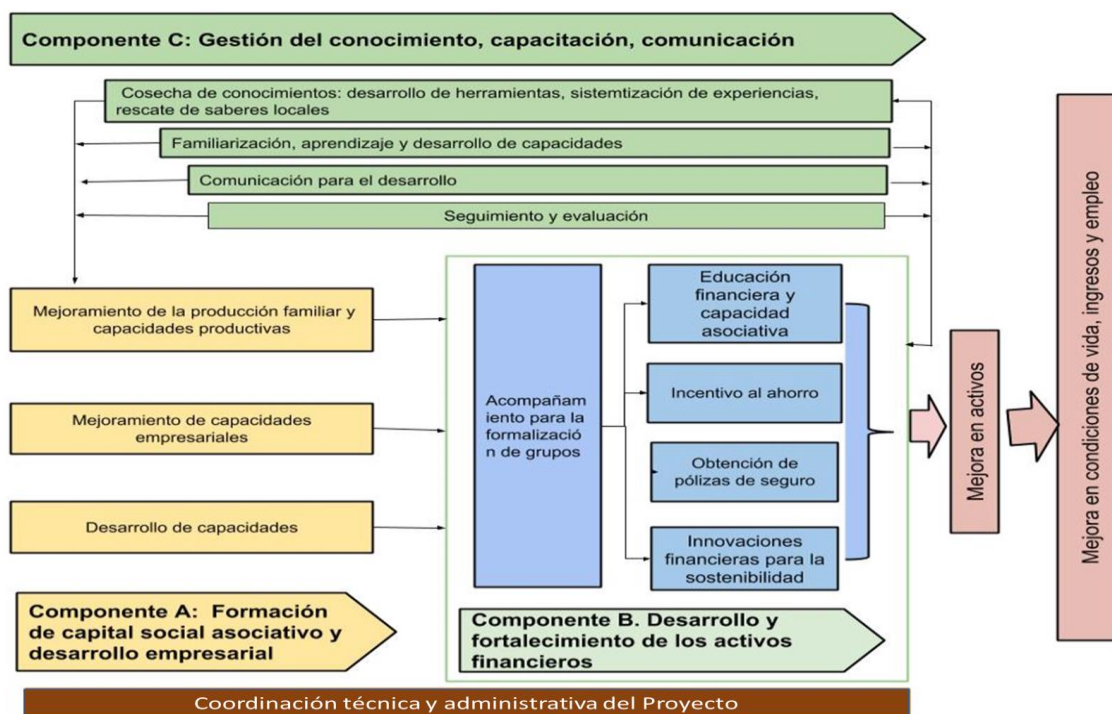 Componente C: Gestión del conocimiento, capacitación, comunicación
Cosecha de conocimientos: desarrollo de herramientas, sistemtización de experiencias,
rescate de saberes locales
Familiarización, aprendizaje y desarrollo de capacidades
Comunicación para el desarrollo
Seguimiento y evaluación
Mejoramiento de la producción familiar y
capacidades productivas
Mejoramiento de capacidades
empresariales
Desarrollo de capacidades
Componente A: Formación
de capital social asociativo y
desarrollo empresarial
Acompañam
iento para la
formalizació
n de grupos
Educación
financiera y
capacidad
asociativa
Incentivo al ahorro
Obtención de
pólizas de seguro
Innovaciones
financieras para la
sostenibilidad
Componente B. Desarrollo y
fortalecimiento de los activos
financieros
Mejora en activos
Mejora en condiciones de vida, ingresos y empleo
Coordinación técnica y administrativa del Proyecto